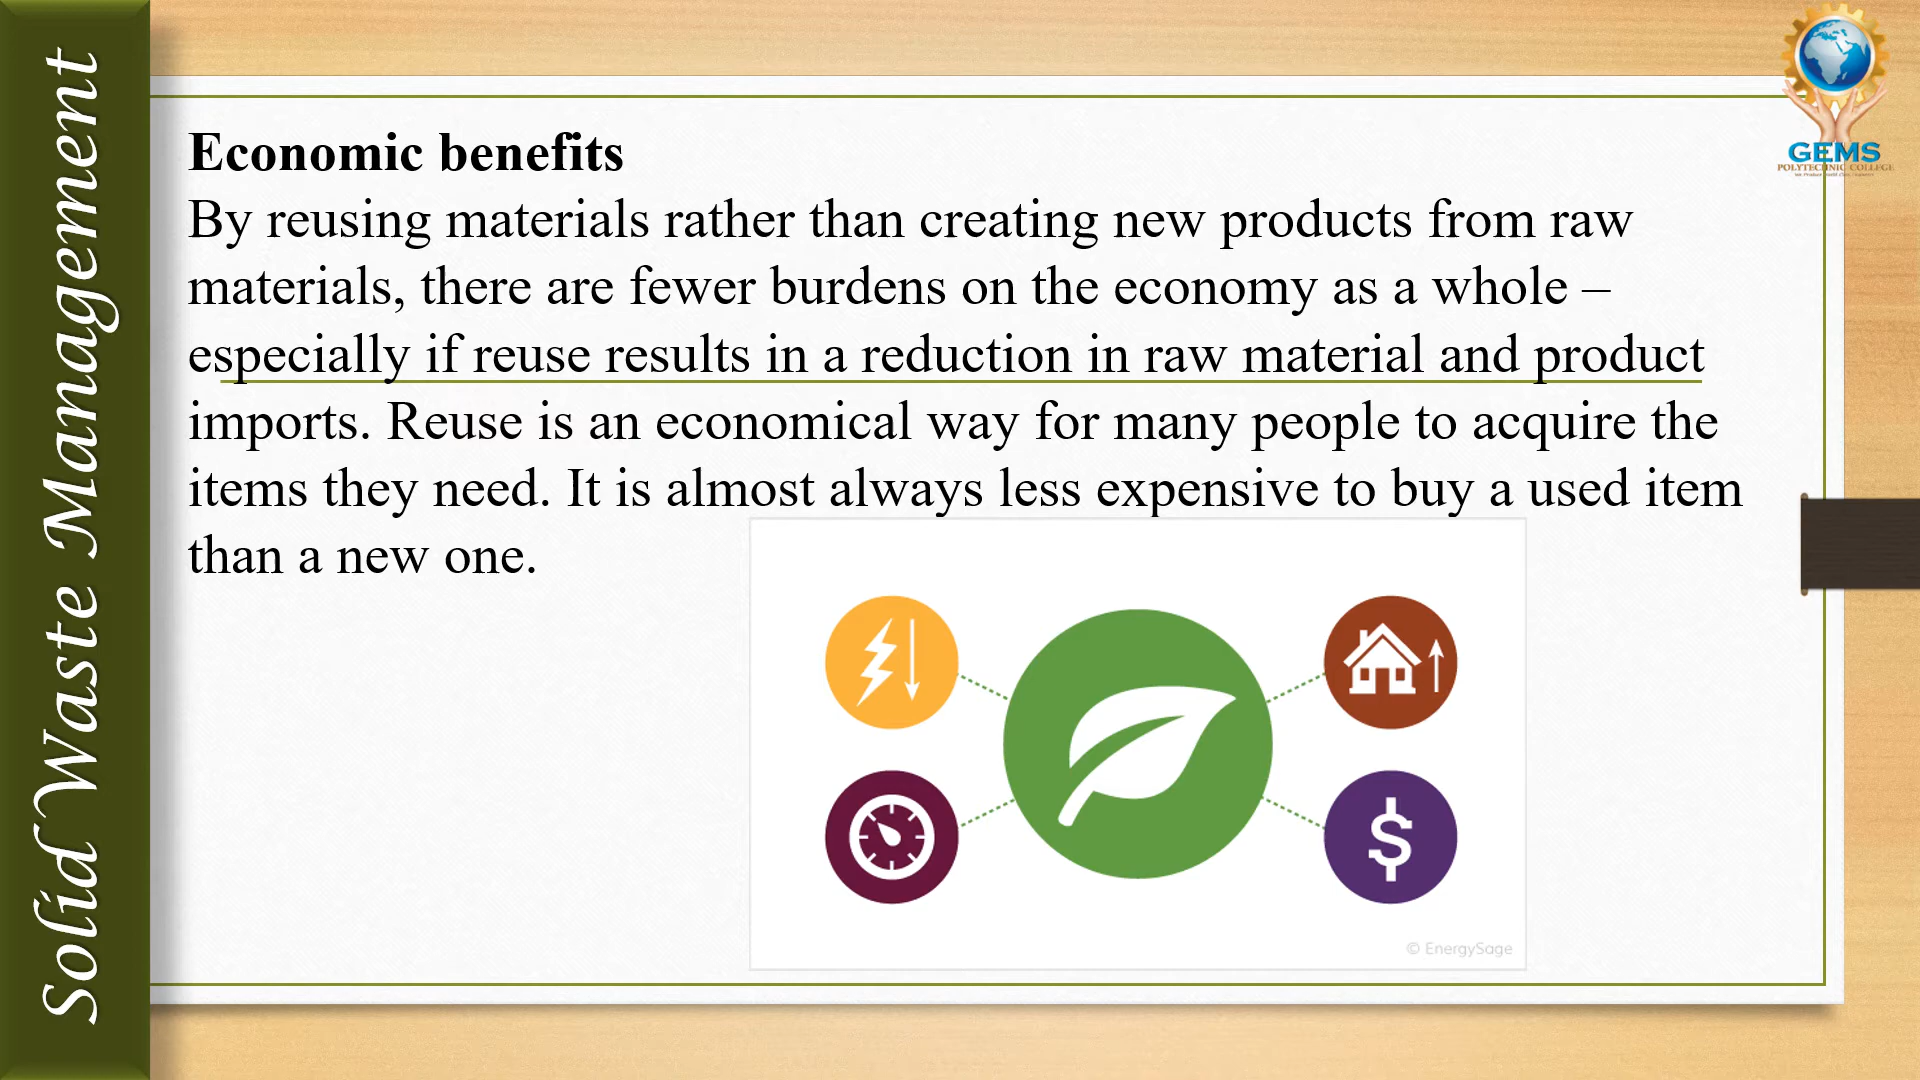 Solid Waste Management
Economic benefits
By reusing materials rather than creating new products from raw
materials, there are fewer burdens on the economy as a whole –
especially if reuse results in a reduction in raw material and product
imports. Reuse is an economical way for many people to acquire the
items they need. It is almost always less expensive to buy a used item
than a new one.
GEMS
POLYTECHNIC COLLEGE
$
© EnergySage